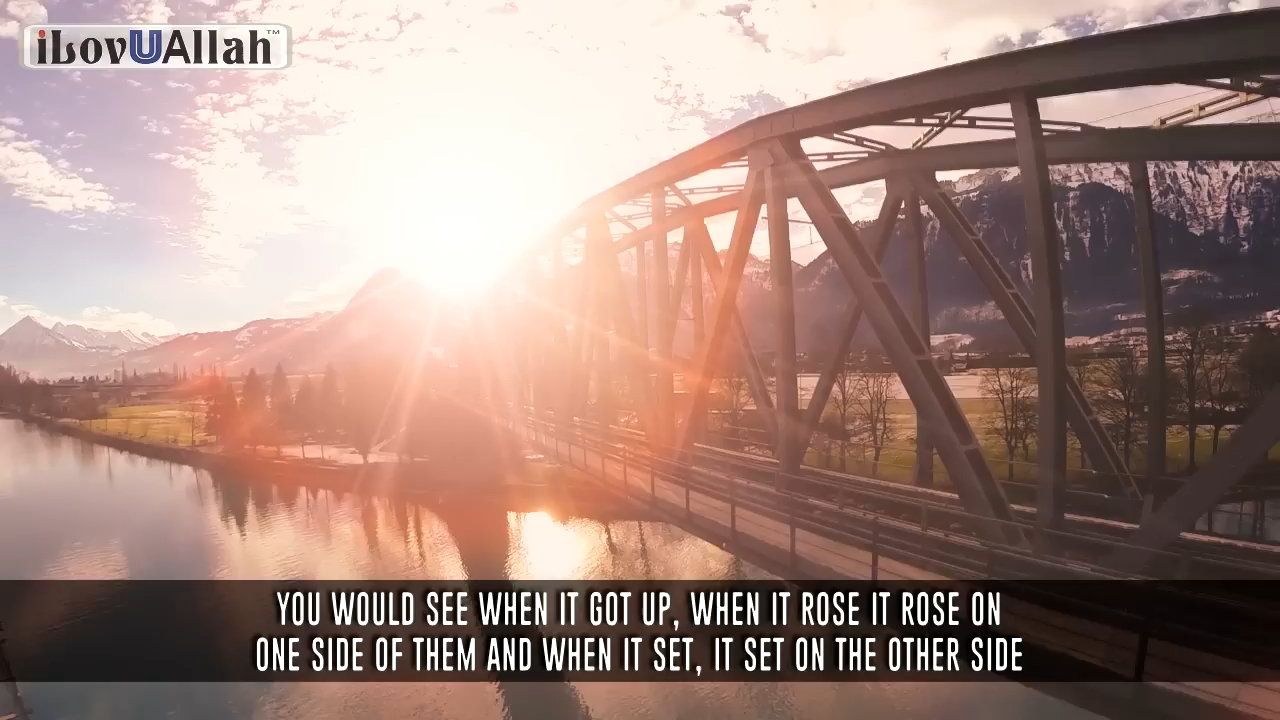 iLovUAllah™
YOU WOULD SEE WHEN IT GOT UP, WHEN IT ROSE IT ROSE ON
ONE SIDE OF THEM AND WHEN IT SET, IT SET ON THE OTHER SIDE